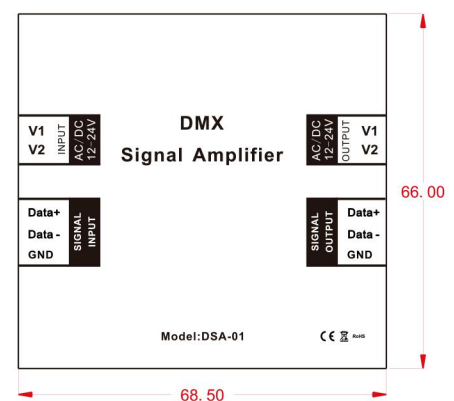 DMX
Signal Amplifier
V1
V2
INPUT
AC/DC
12-24V
AC/DC
12-24V
OUTPUT
V1
V2
66.00
Data+
Data-
GND
SIGNAL
INPUT
SIGNAL
OUTPUT
Data+
Data-
GND
Model:DSA-01
CE RoHS
68.50